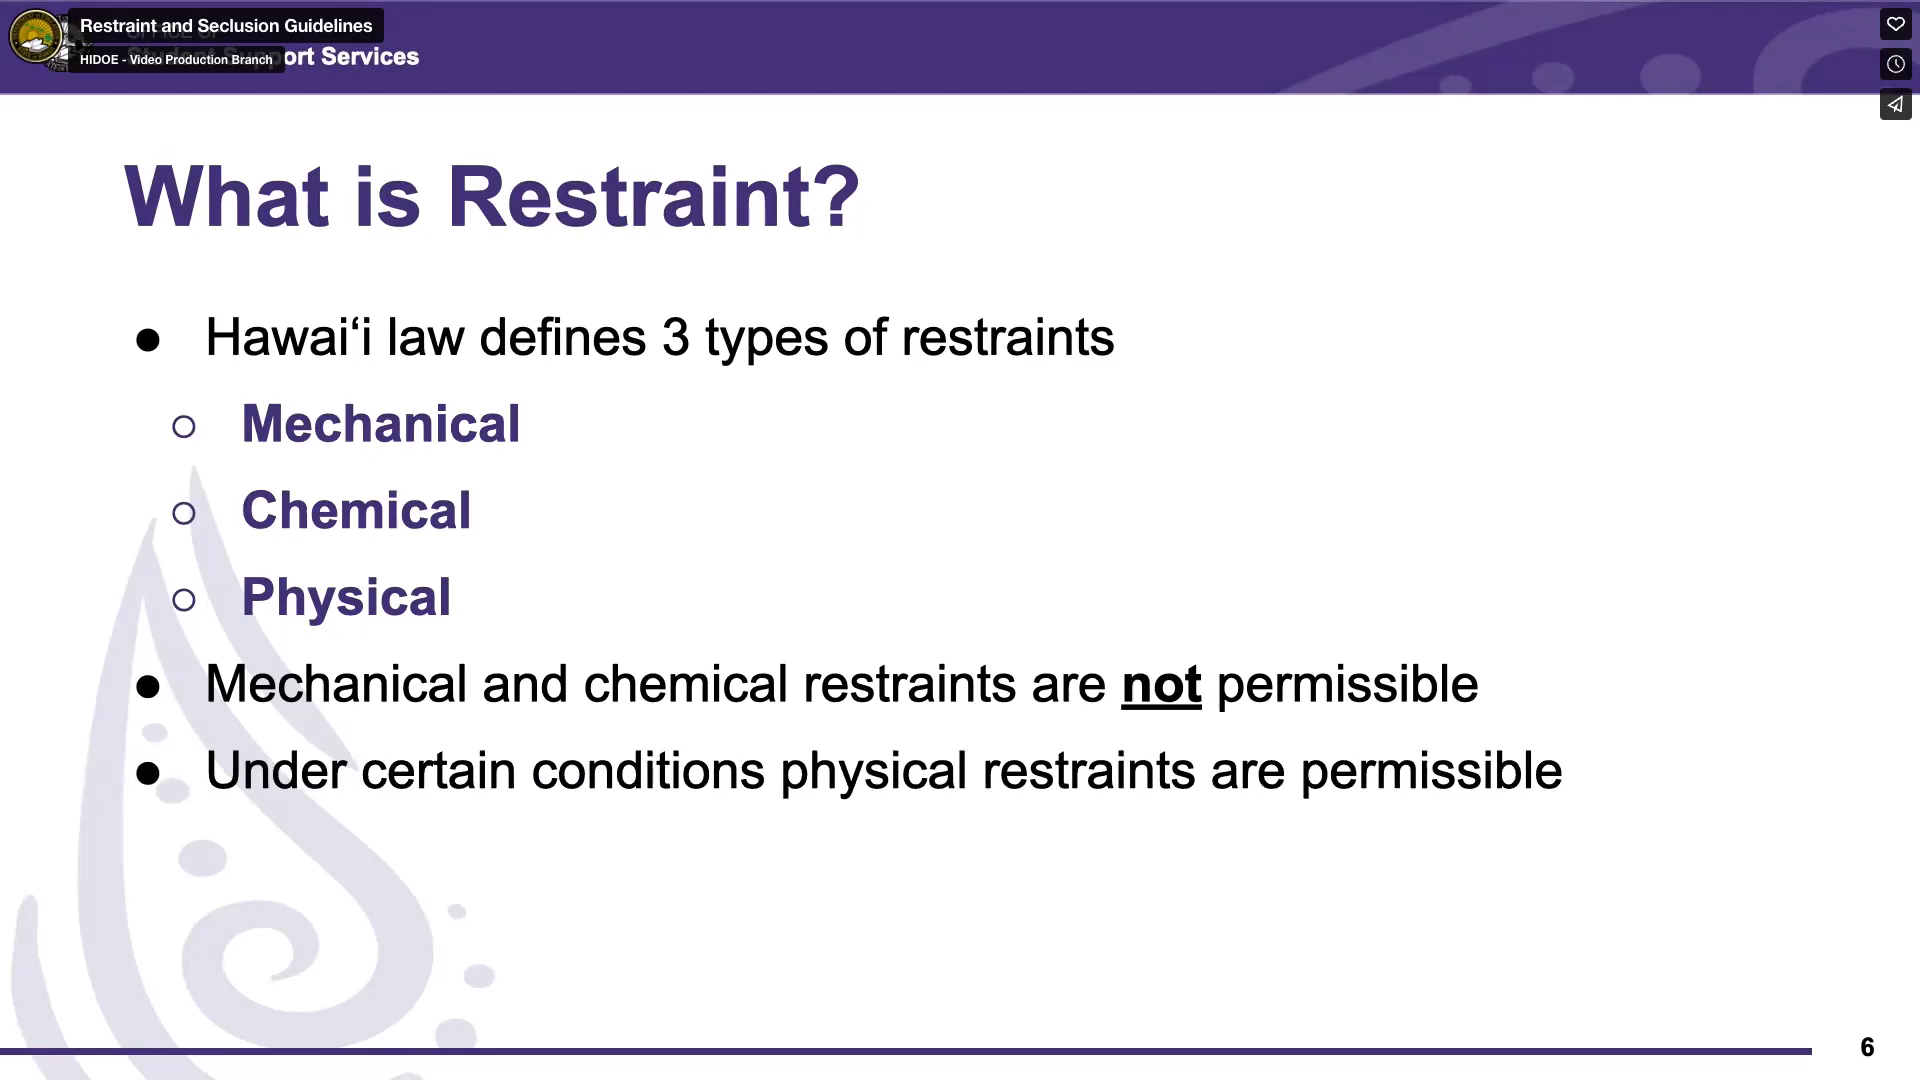 Restraint and Seclusion Guidelines
HIDOE - Video Production Branch
ort Services
What is Restraint?
● Hawaiʻi law defines 3 types of restraints
○ Mechanical
○ Chemical
○ Physical
● Mechanical and chemical restraints are not permissible
● Under certain conditions physical restraints are permissible
6